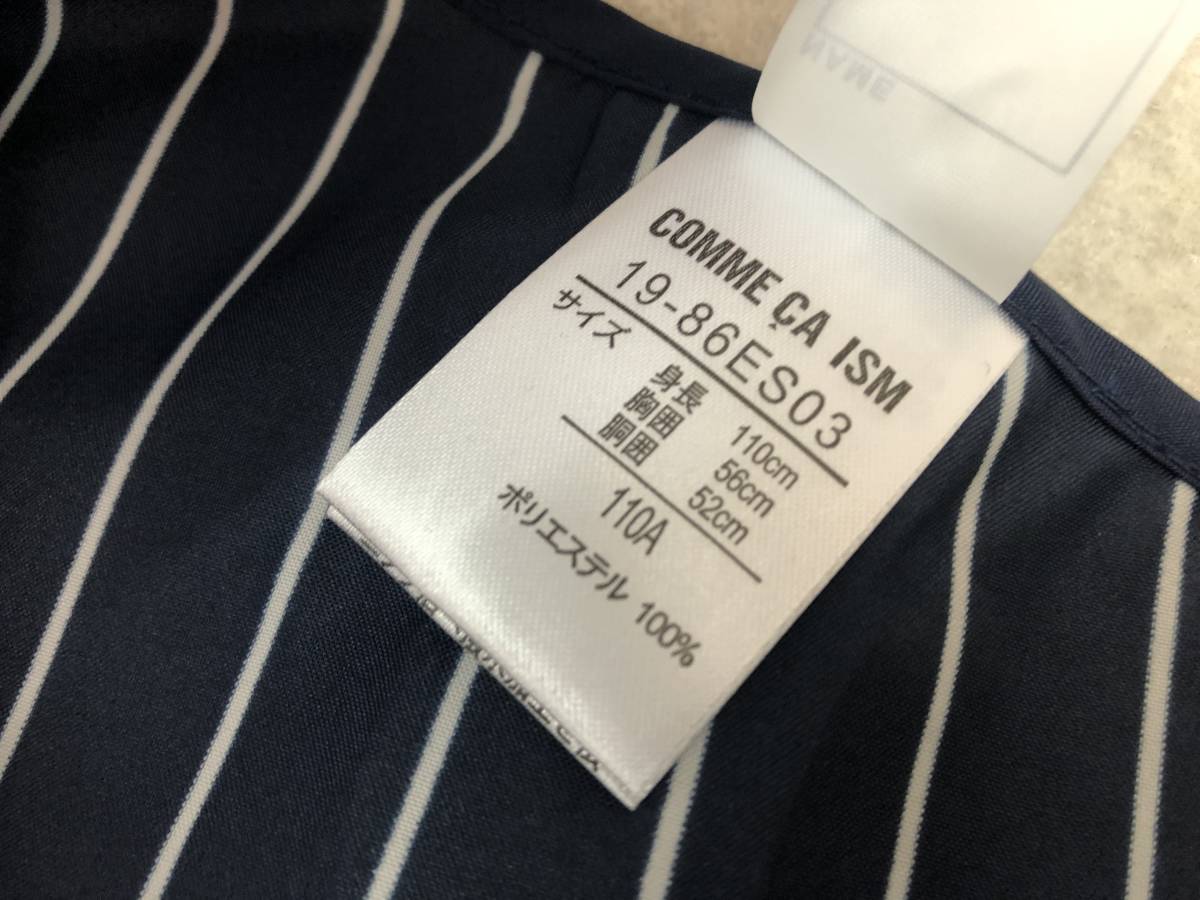 NAME
COMME ÇA ISM
19-86ES03
サイズ
身長 110cm
胸囲 56cm
胴囲 52cm
110A
ポリエステル 100%